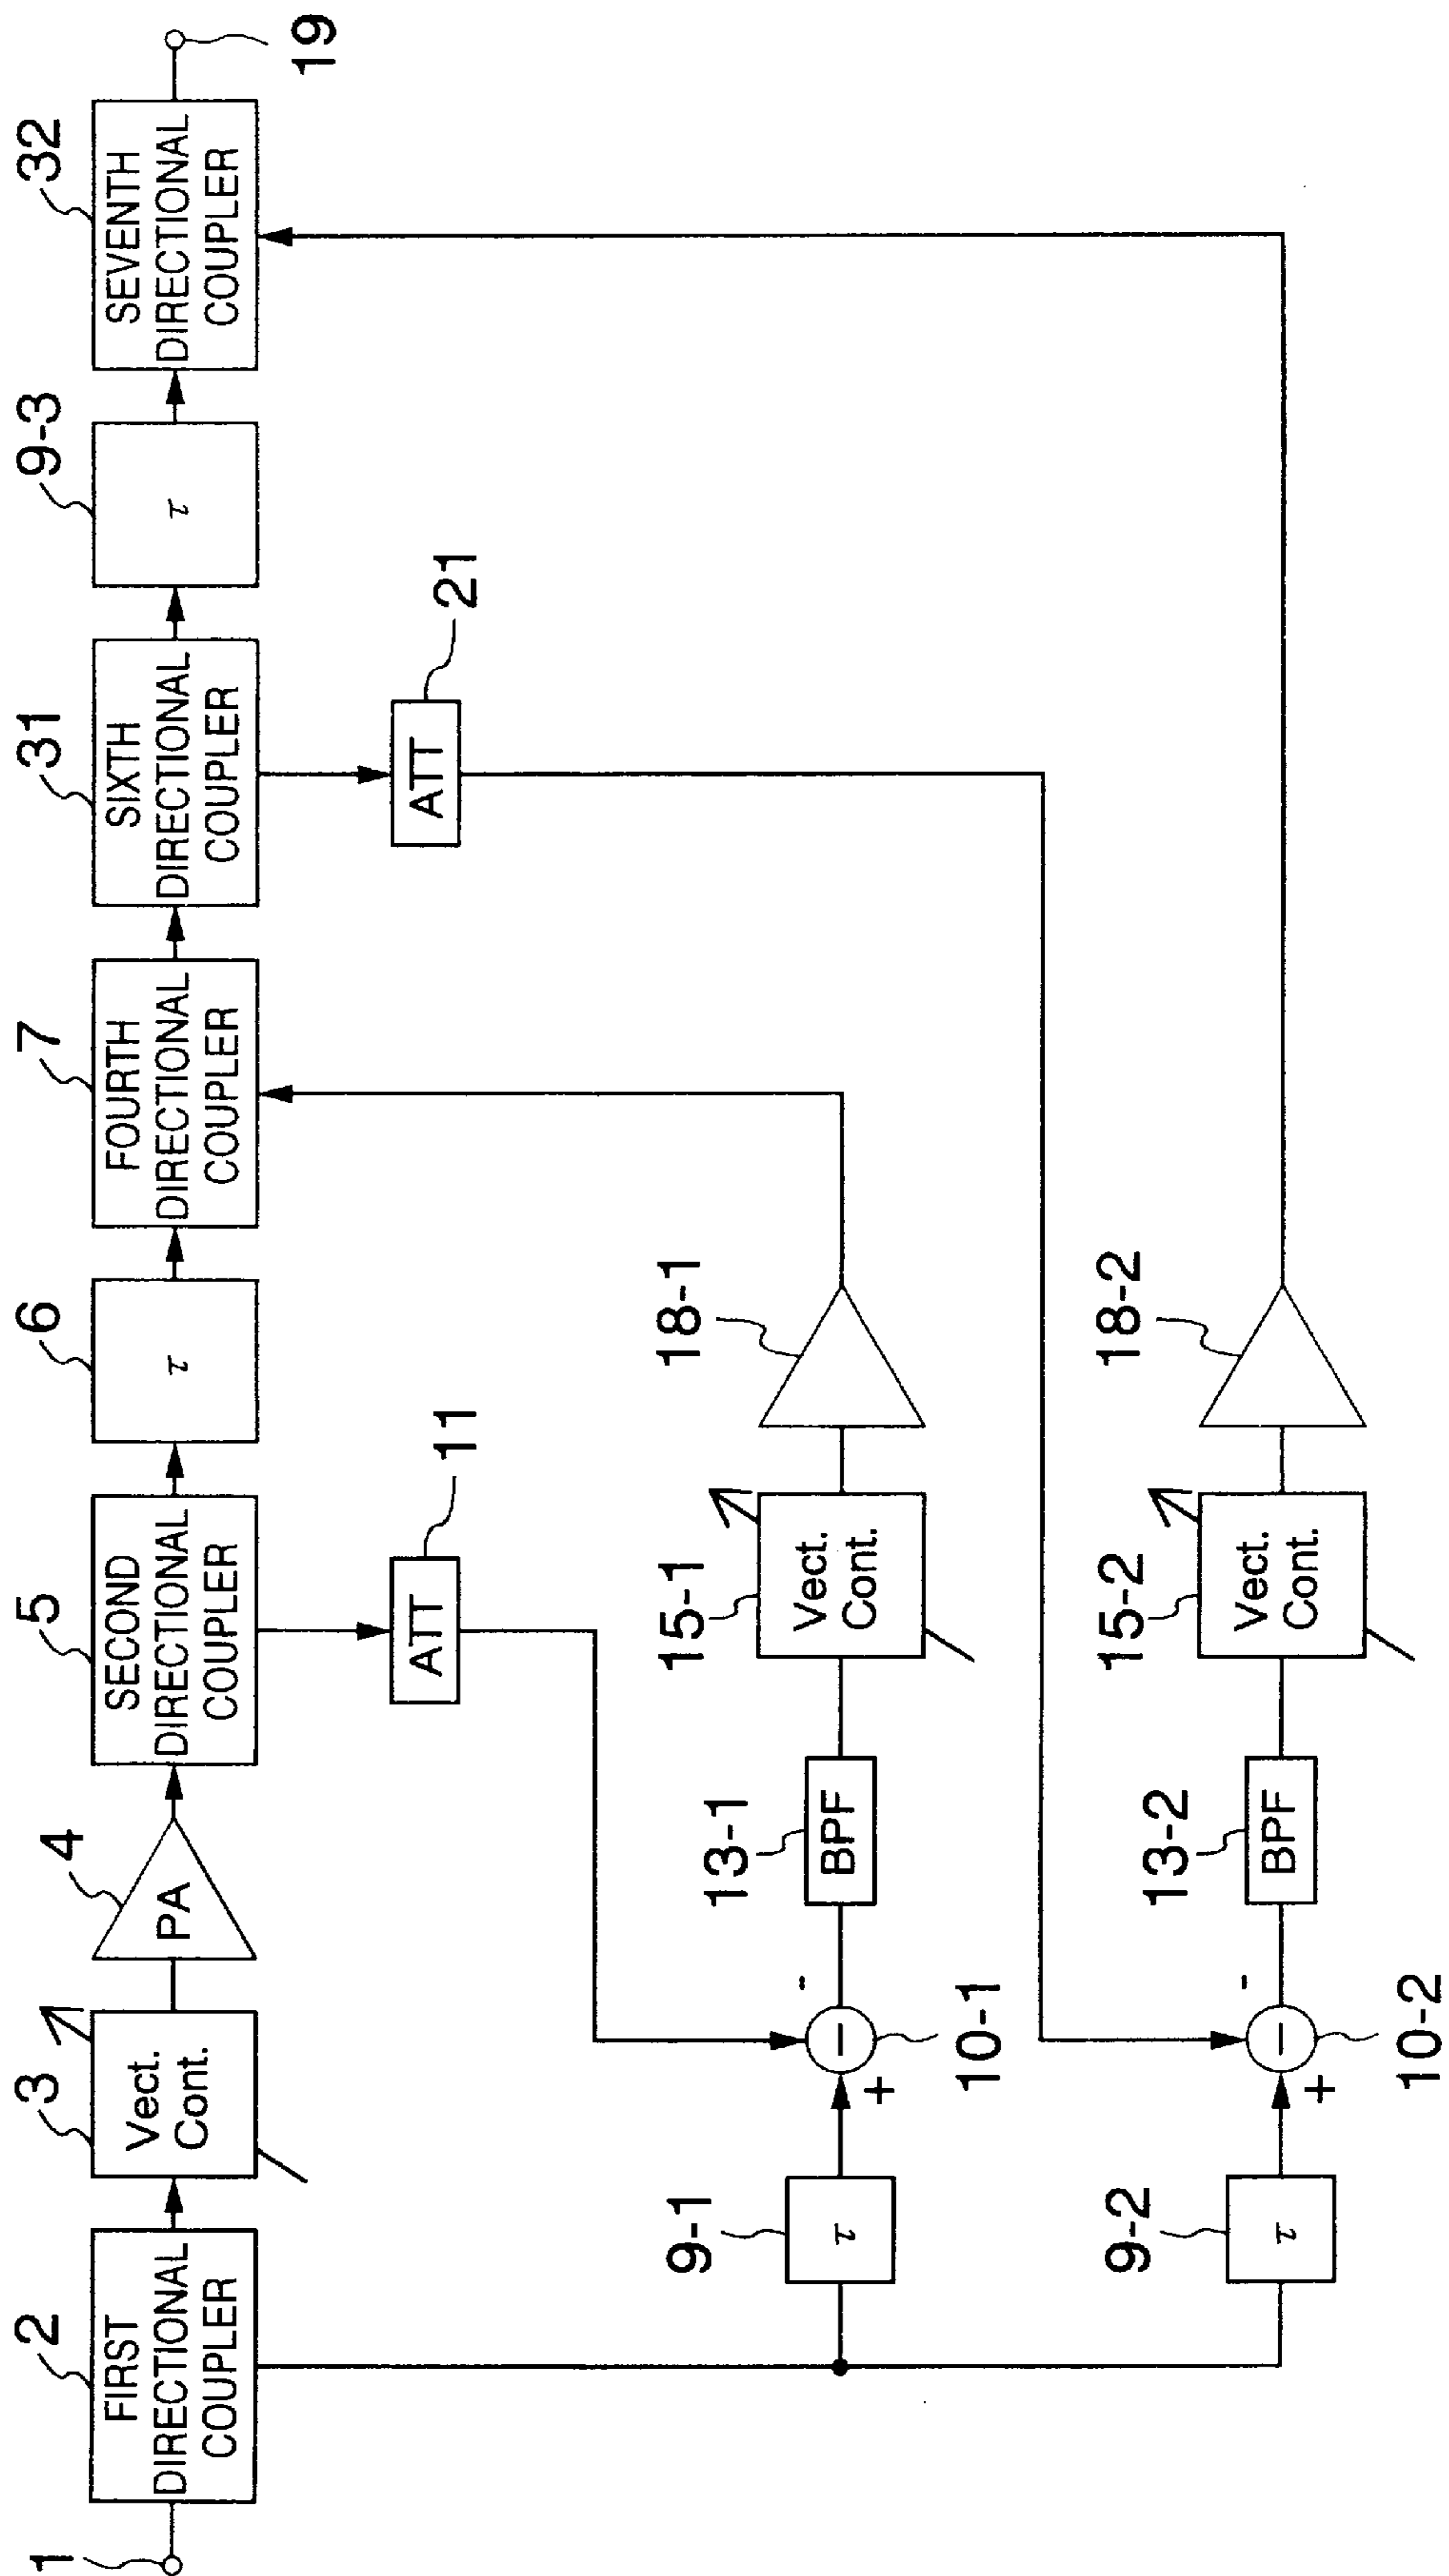 1
2
FIRST
DIRECTIONAL
COUPLER
3
Vect.
Cont.
4
PA
5
SECOND
DIRECTIONAL
COUPLER
6
τ
7
FOURTH
DIRECTIONAL
COUPLER
31
SIXTH
DIRECTIONAL
COUPLER
9-3
τ
32
SEVENTH
DIRECTIONAL
COUPLER
19
11
ATT
21
ATT
9-1
τ
+
-
10-1
13-1
BPF
15-1
Vect.
Cont.
18-1
9-2
τ
+
-
10-2
13-2
BPF
15-2
Vect.
Cont.
18-2